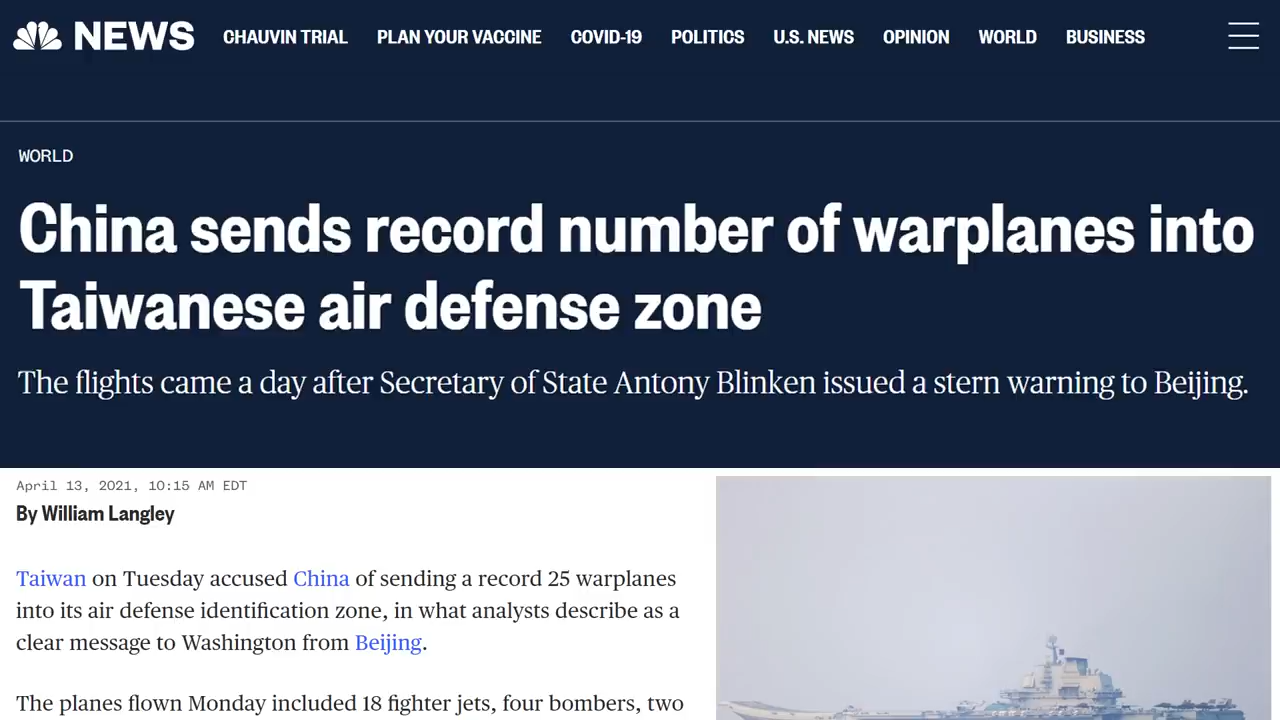 NEWS CHAUVIN TRIAL PLAN YOUR VACCINE COVID-19 POLITICS U.S. NEWS OPINION WORLD BUSINESS
WORLD
China sends record number of warplanes into
Taiwanese air defense zone
The flights came a day after Secretary of State Antony Blinken issued a stern warning to Beijing.
April 13, 2021, 10:15 AM EDT
By William Langley
Taiwan on Tuesday accused China of sending a record 25 warplanes
into its air defense identification zone, in what analysts describe as a
clear message to Washington from Beijing.
The planes flown Monday included 18 fighter jets, four bombers, two